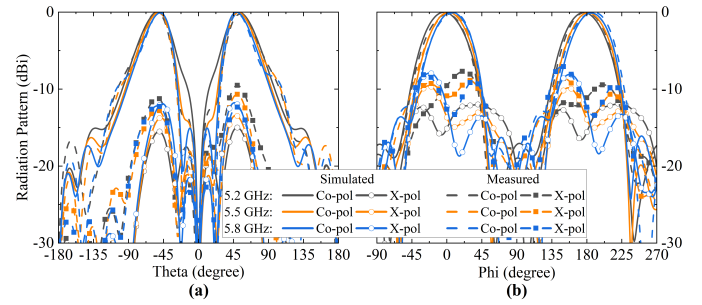 Radiation Pattern (dBi)
0
-10
-20
-30
0
-10
-20
-30
Simulated Measured
5.2 GHz: Co-pol X-pol Co-pol X-pol
5.5 GHz: Co-pol X-pol Co-pol X-pol
5.8 GHz: Co-pol X-pol Co-pol X-pol
-180 -135 -90 -45 0 45 90 135 180
-90 -45 0 45 90 135 180 225 270
Theta (degree)
Phi (degree)
(a)
(b)